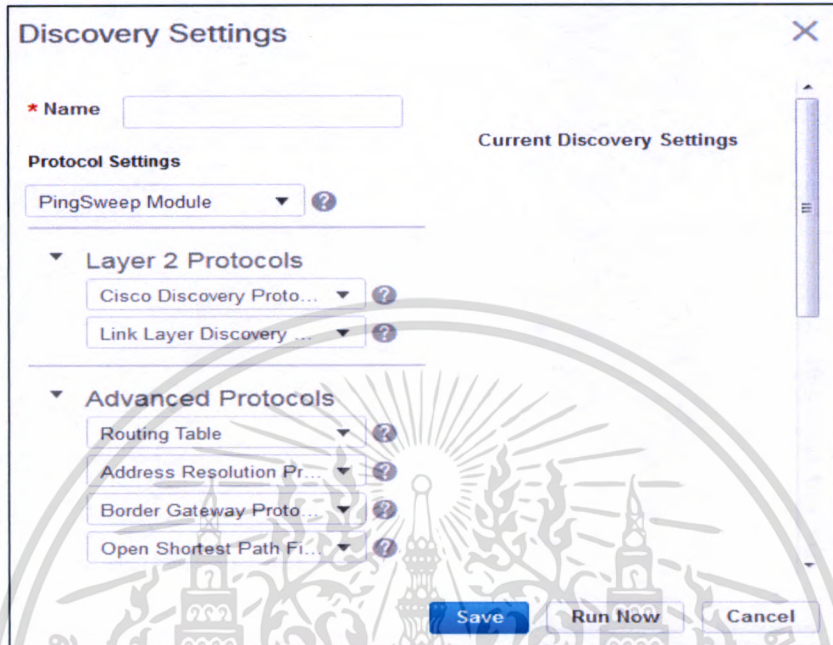 Discovery Settings
* Name
Current Discovery Settings
Protocol Settings
PingSweep Module
Layer 2 Protocols
Cisco Discovery Proto...
Link Layer Discovery ...
Advanced Protocols
Routing Table
Address Resolution Pr...
Border Gateway Proto...
Open Shortest Path Fi...
Save Run Now Cancel